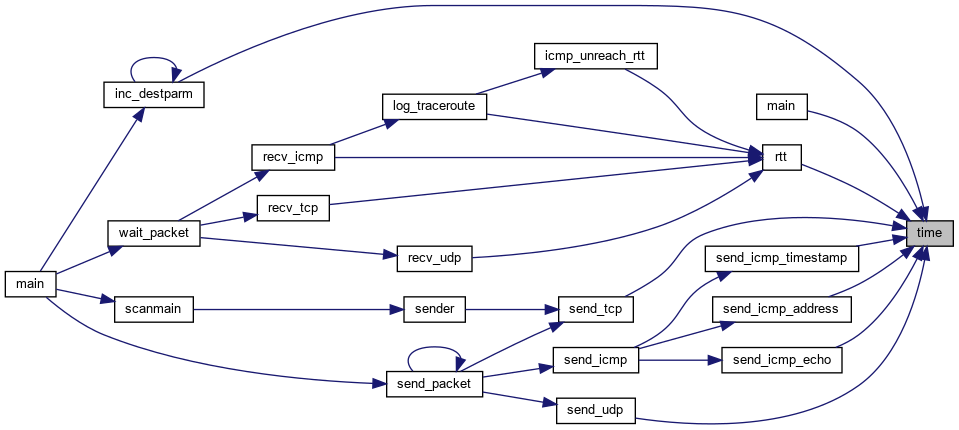 inc_destparm
icmp_unreach_rtt
log_traceroute
main
recv_icmp
rtt
recv_tcp
wait_packet
time
recv_udp
send_icmp_timestamp
main
scanmain
sender
send_tcp
send_icmp_address
send_icmp
send_icmp_echo
send_packet
send_udp